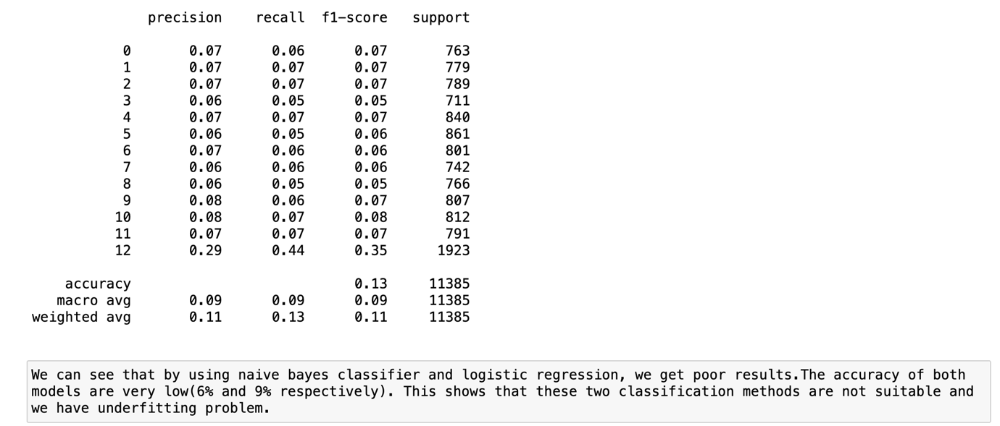 precision recall f1-score support
0 0.07 0.06 0.07 763
1 0.07 0.07 0.07 779
2 0.07 0.07 0.07 789
3 0.06 0.05 0.05 711
4 0.07 0.07 0.07 840
5 0.06 0.05 0.06 861
6 0.07 0.06 0.06 801
7 0.06 0.06 0.06 742
8 0.06 0.05 0.05 766
9 0.08 0.06 0.07 807
10 0.08 0.07 0.08 812
11 0.07 0.07 0.07 791
12 0.29 0.44 0.35 1923
accuracy 0.13 11385
macro avg 0.09 0.09 0.09 11385
weighted avg 0.11 0.13 0.11 11385
We can see that by using naive bayes classifier and logistic regression, we get poor results.The accuracy of both
models are very low(6% and 9% respectively). This shows that these two classification methods are not suitable and
we have underfitting problem.